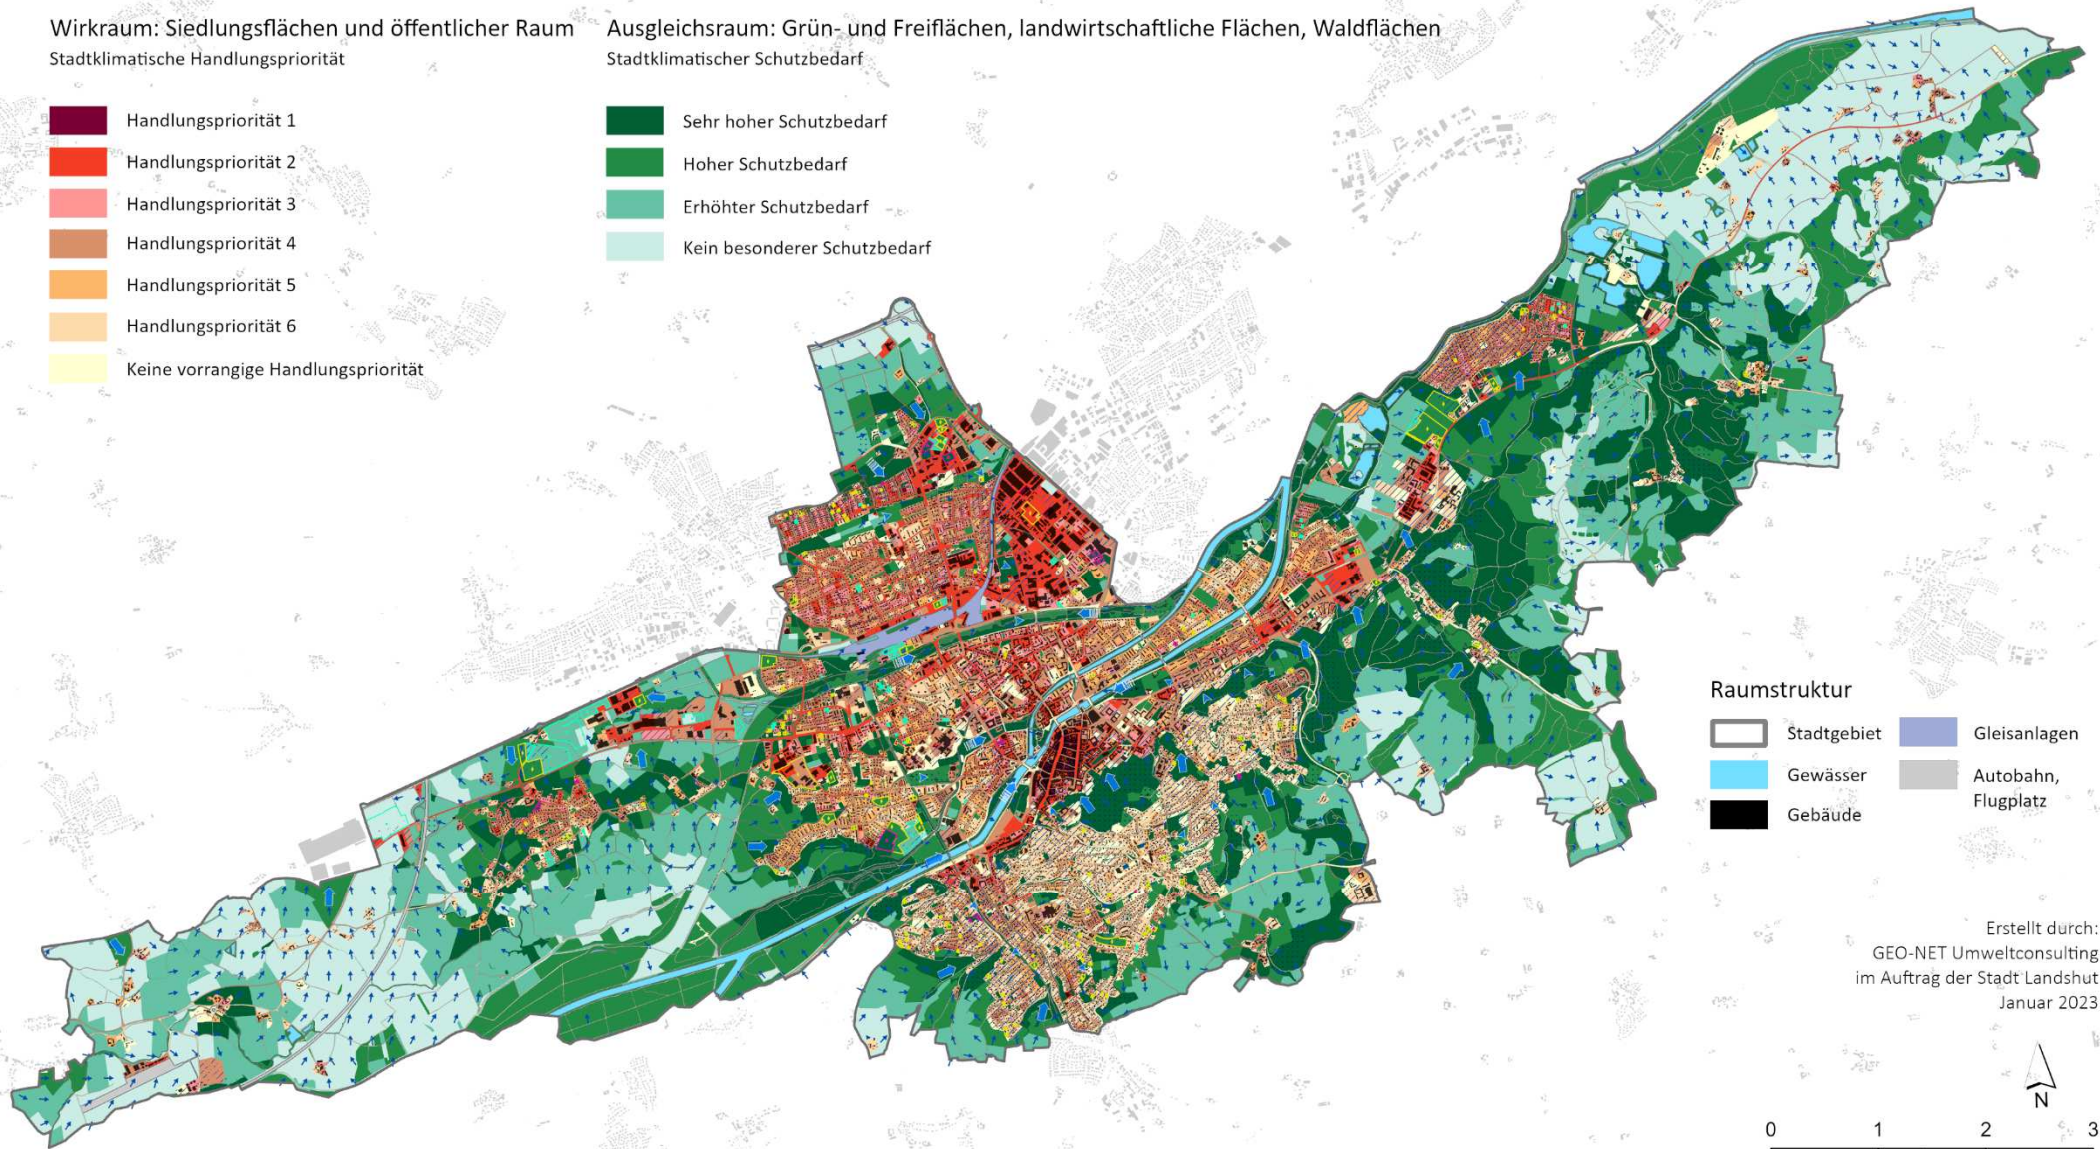 Wirkraum: Siedlungsflächen und öffentlicher Raum
Stadtklimatische Handlungspriorität
Handlungspriorität 1
Handlungspriorität 2
Handlungspriorität 3
Handlungspriorität 4
Handlungspriorität 5
Handlungspriorität 6
Keine vorrangige Handlungspriorität
Ausgleichsraum: Grün- und Freiflächen, landwirtschaftliche Flächen, Waldflächen
Stadtklimatischer Schutzbedarf
Sehr hoher Schutzbedarf
Hoher Schutzbedarf
Erhöhter Schutzbedarf
Kein besonderer Schutzbedarf
Raumstruktur
Stadtgebiet
Gewässer
Gebäude
Gleisanlagen
Autobahn,
Flugplatz
Erstellt durch:
GEO-NET Umweltconsulting
im Auftrag der Stadt Landshut
Januar 2023
N
0 1 2 3